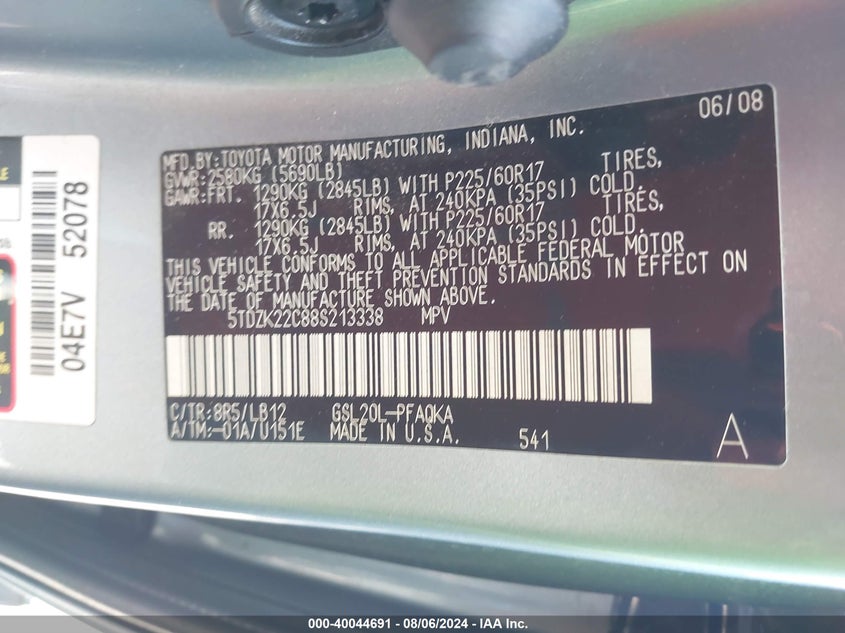 06/08
MFD.BY:TOYOTA MOTOR MANUFACTURING, INDIANA, INC.
GVWR:2580KG (5690LB)
GAWR:FRT. 1290KG (2845LB) WITH P225/60R17 TIRES,
17X6.5J RIMS, AT 240KPA (35PSI) COLD.
RR. 1290KG (2845LB) WITH P225/60R17 TIRES,
17X6.5J RIMS, AT 240KPA (35PSI) COLD.
THIS VEHICLE CONFORMS TO ALL APPLICABLE FEDERAL MOTOR
VEHICLE SAFETY AND THEFT PREVENTION STANDARDS IN EFFECT ON
THE DATE OF MANUFACTURE SHOWN ABOVE.
5TDZK22C88S213338 MPV
C/TR:8R5/LB12 GSL20L-PFAQKA
A/TM:-01A/U151E MADE IN U.S.A. 541
A
04E7V 52078
000-40044691 - 08/06/2024 - IAA Inc.